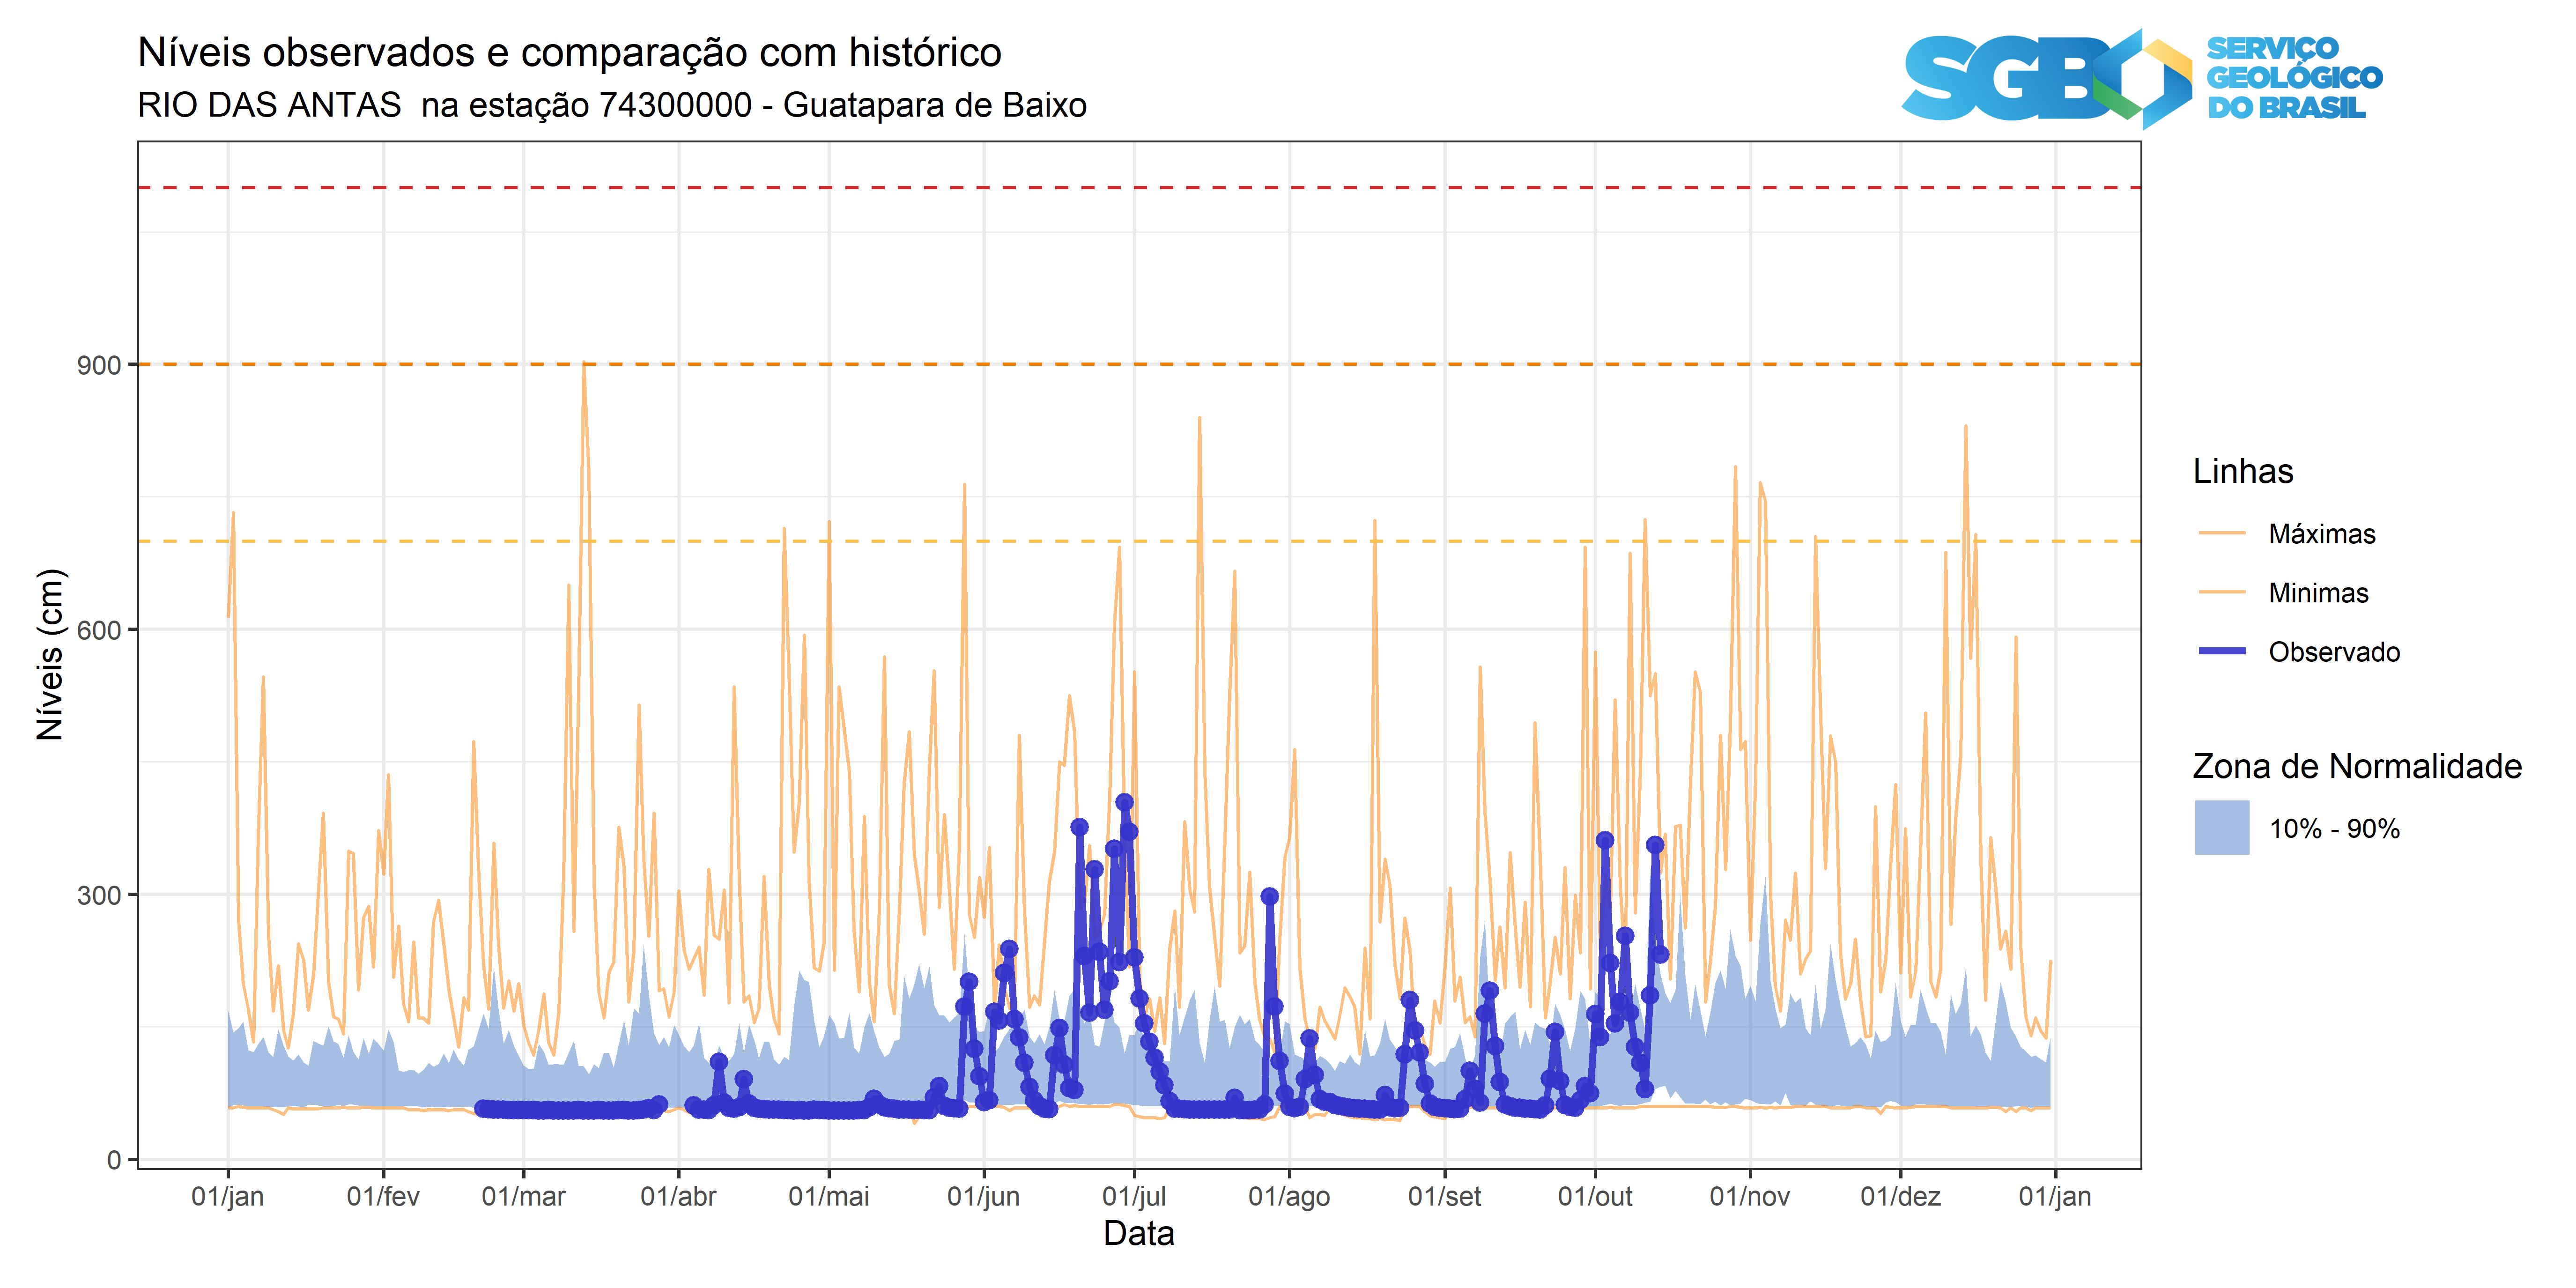 Níveis observados e comparação com histórico
RIO DAS ANTAS  na estação 74300000 - Guatapara de Baixo
SGB
SERVIÇO
GEOLÓGICO
DO BRASIL
Níveis (cm)
900
600
300
0
01/jan
01/fev
01/mar
01/abr
01/mai
01/jun
01/jul
01/ago
01/set
01/out
01/nov
01/dez
01/jan
Data
Linhas
Máximas
Minimas
Observado
Zona de Normalidade
10% - 90%